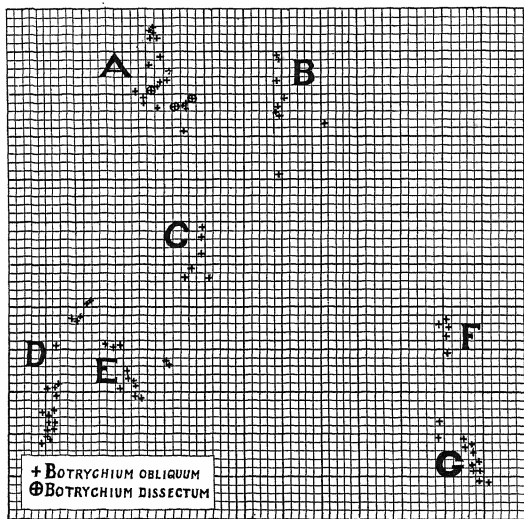 A
B
C
F
D
E
G
+ BOTRYCHIUM OBLIQUUM
⊕ BOTRYCHIUM DISSECTUM